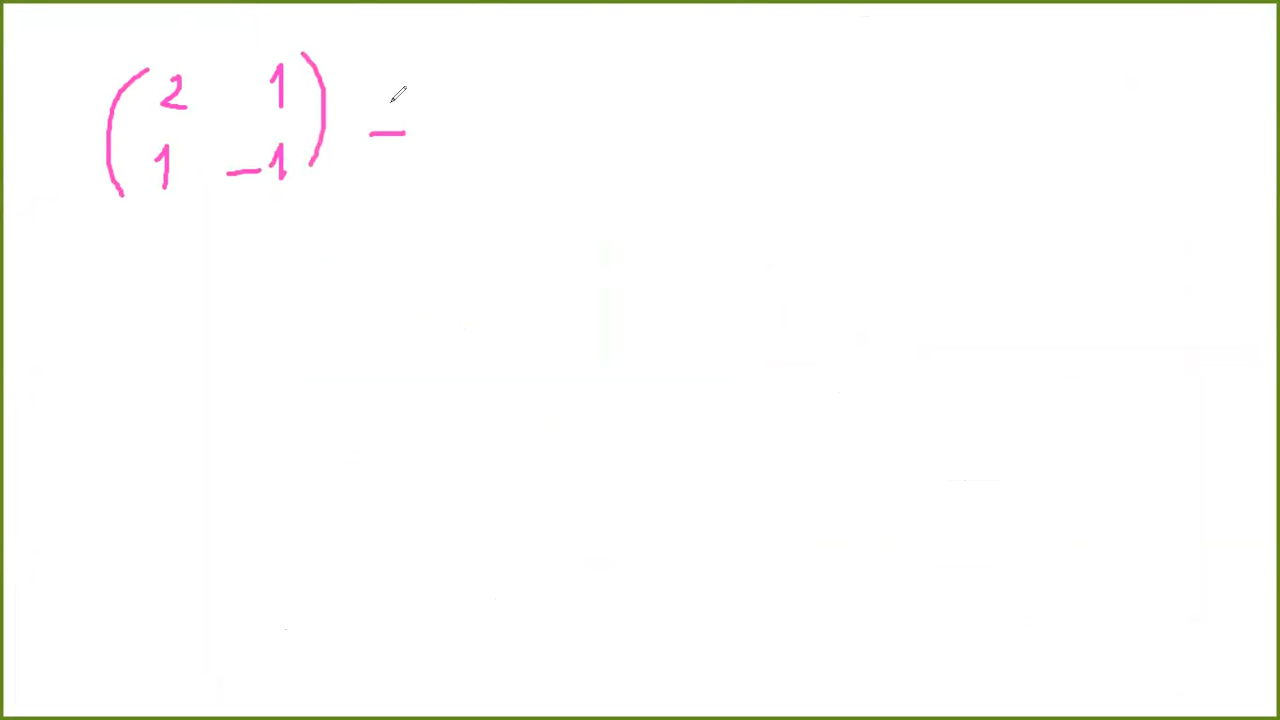 ( 2 1 ) –
( 1 –1 )